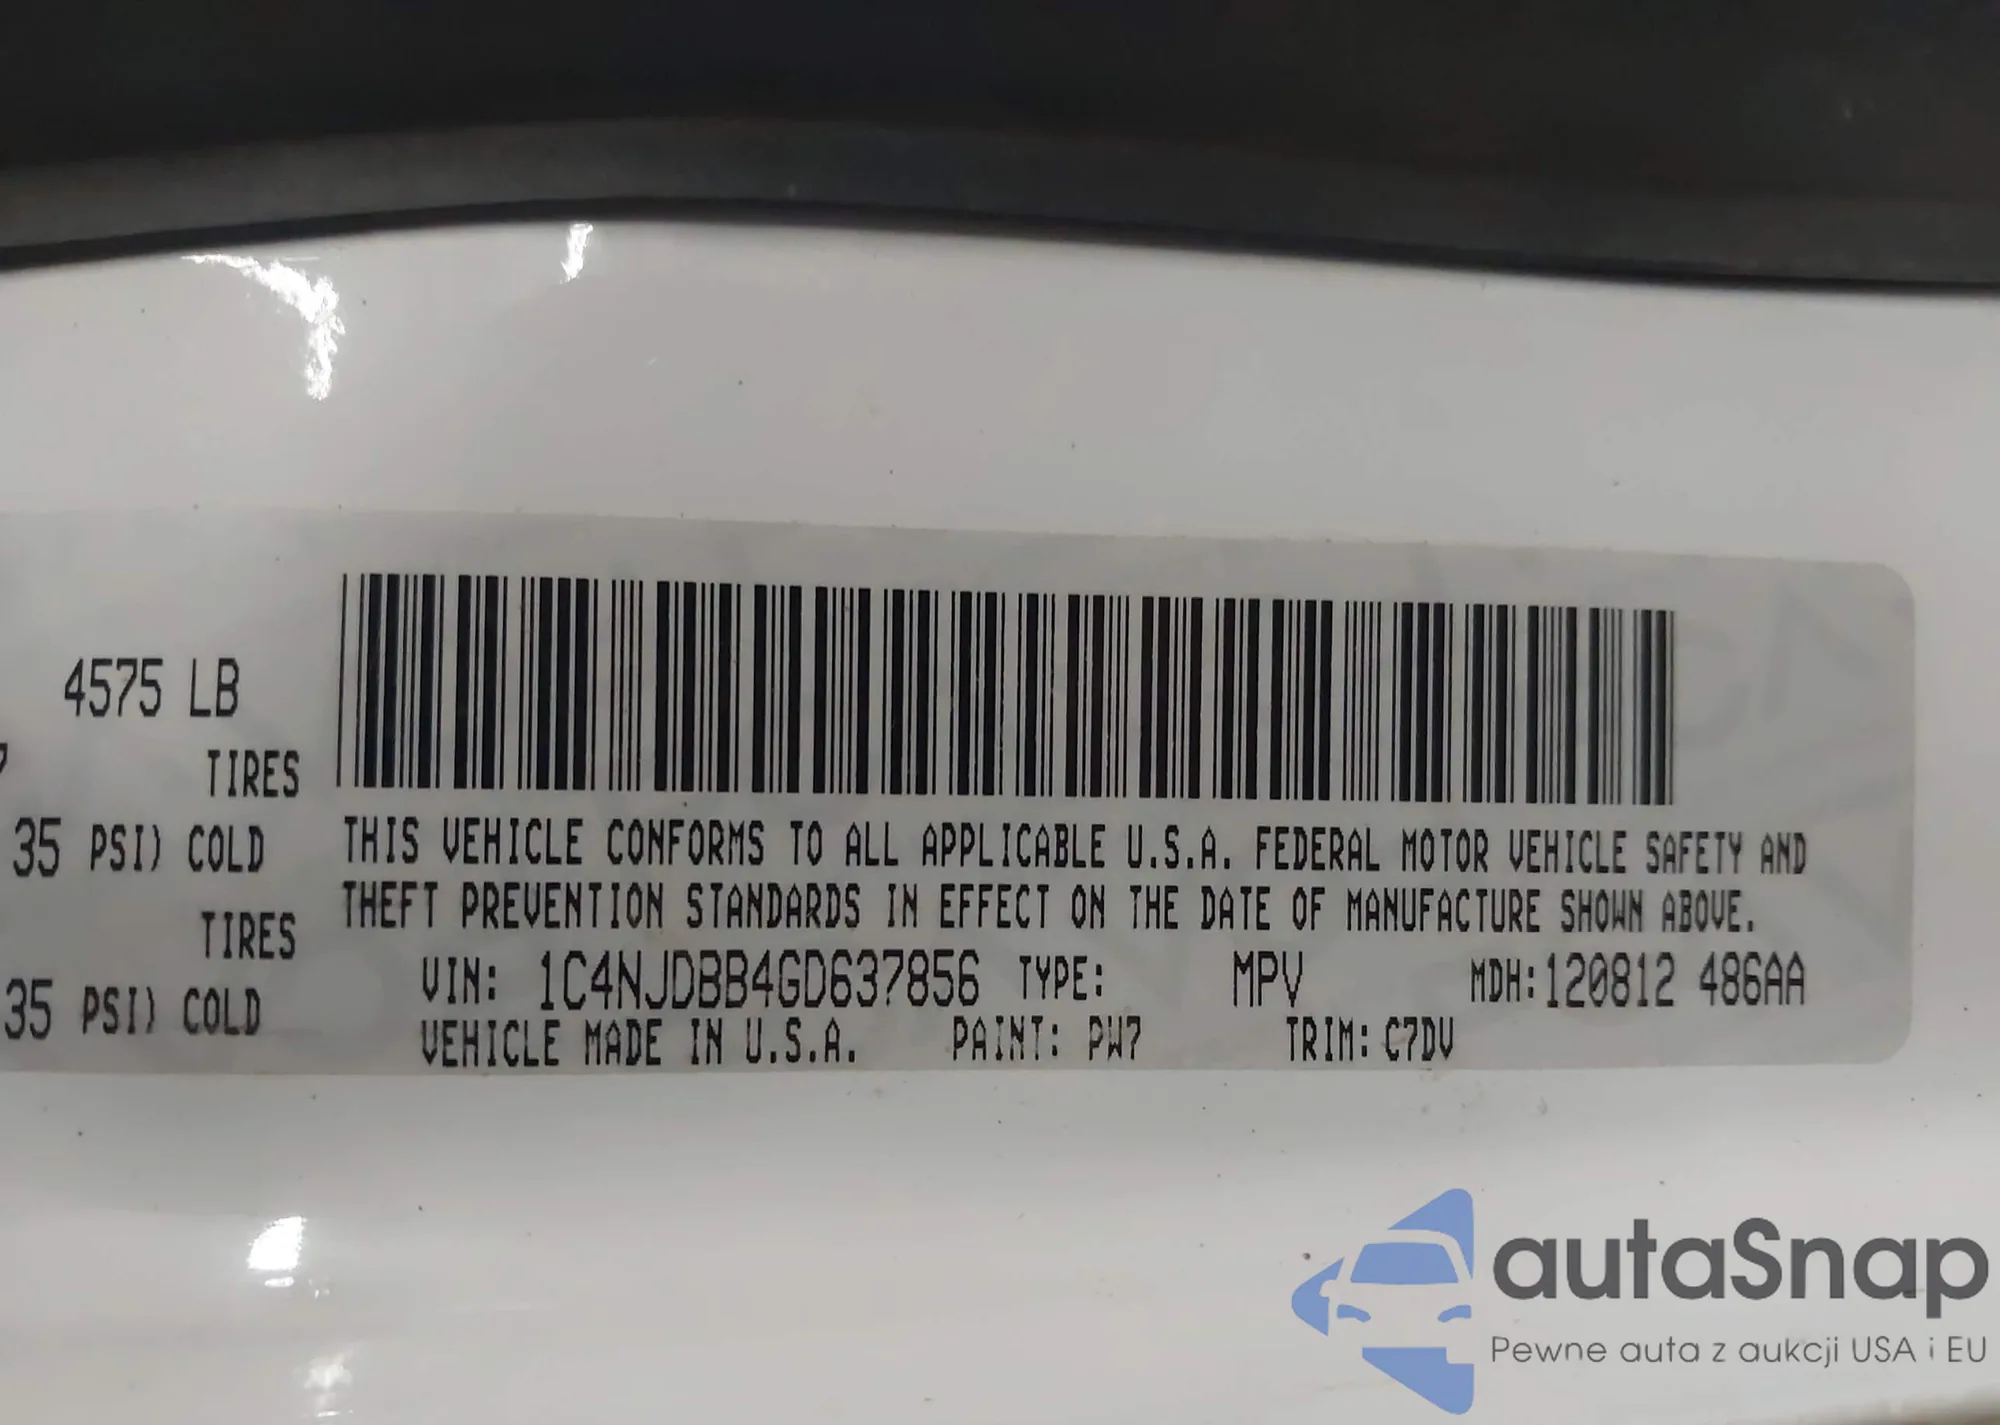 4575 LB
TIRES
35 PSI) COLD
TIRES
35 PSI) COLD
THIS VEHICLE CONFORMS TO ALL APPLICABLE U.S.A. FEDERAL MOTOR VEHICLE SAFETY AND
THEFT PREVENTION STANDARDS IN EFFECT ON THE DATE OF MANUFACTURE SHOWN ABOVE.
VIN: 1C4NJDBB4GD637856 TYPE: MPV MDH:120812 486AA
VEHICLE MADE IN U.S.A. PAINT: PW7 TRIM: C7DV
autaSnap
Pewne auta z aukcji USA i EU